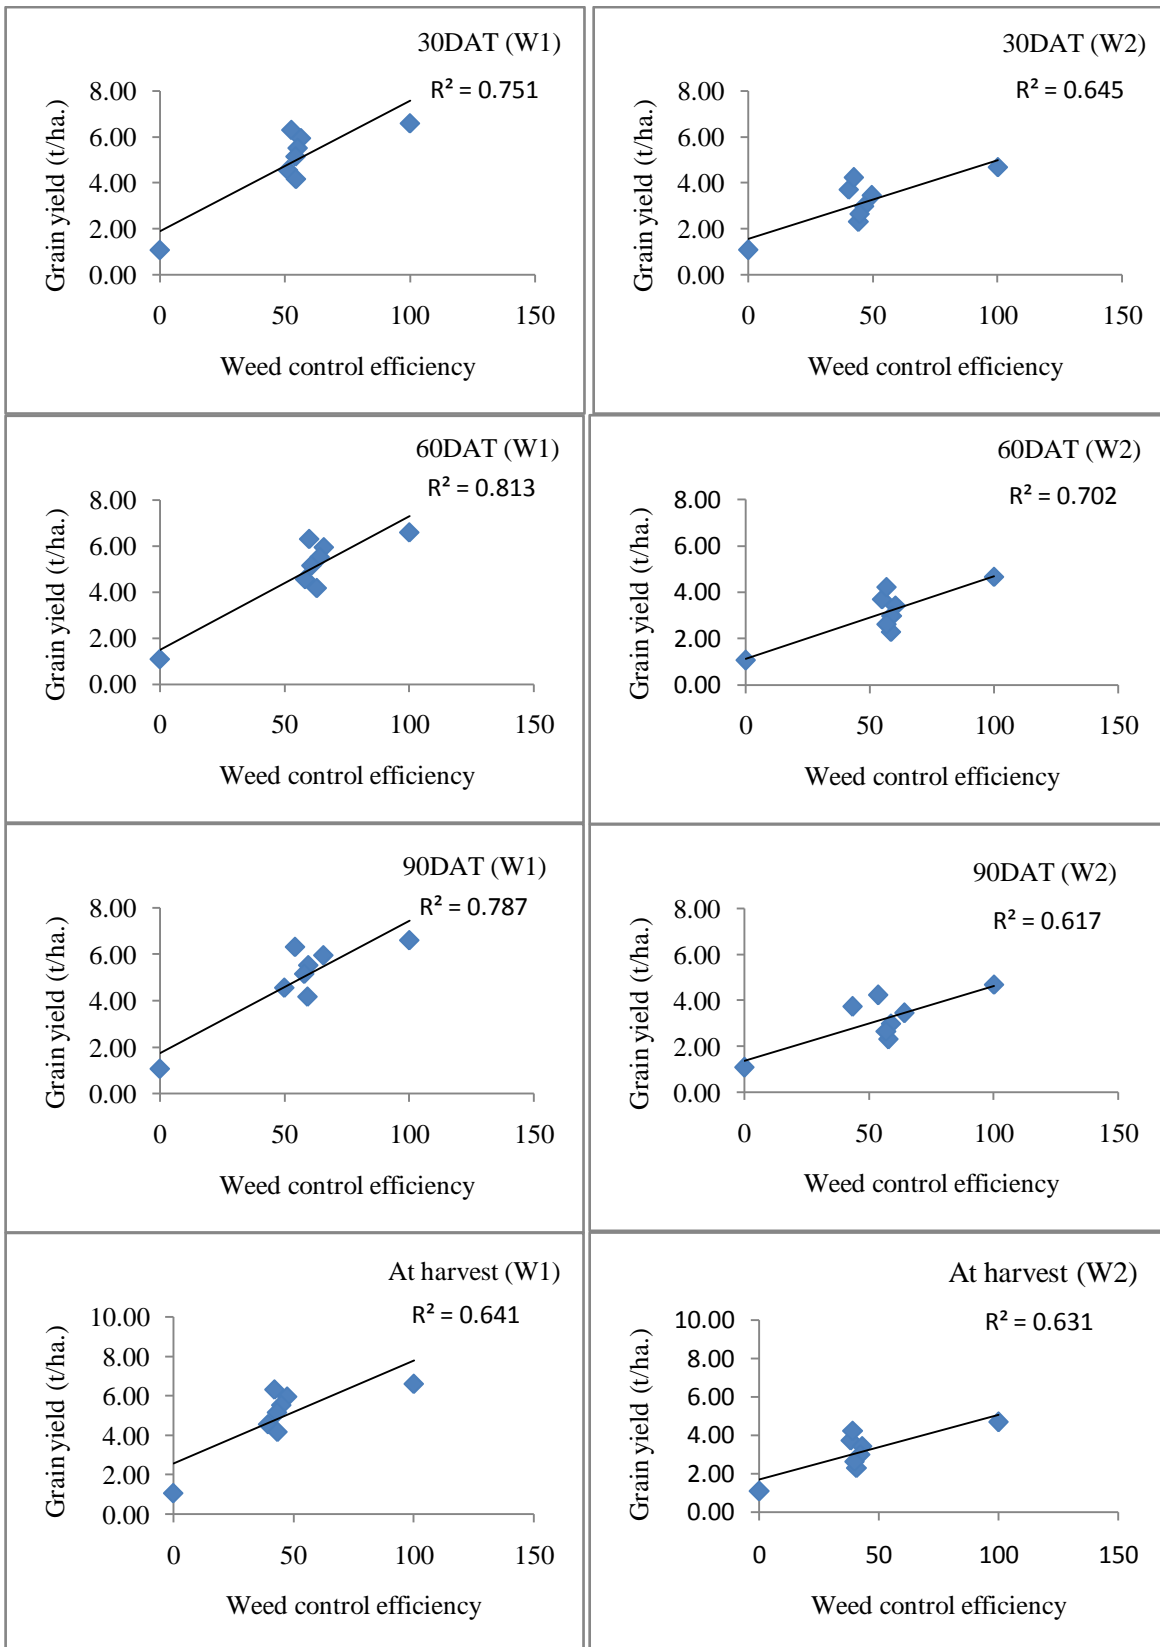 30DAT (W1)
R² = 0.751
Grain yield (t/ha.)
8.00
6.00
4.00
2.00
0.00
0 50 100 150
Weed control efficiency
30DAT (W2)
R² = 0.645
Grain yield (t/ha.)
8.00
6.00
4.00
2.00
0.00
0 50 100 150
Weed control efficiency
60DAT (W1)
R² = 0.813
Grain yield (t/ha.)
8.00
6.00
4.00
2.00
0.00
0 50 100 150
Weed control efficiency
60DAT (W2)
R² = 0.702
Grain yield (t/ha.)
8.00
6.00
4.00
2.00
0.00
0 50 100 150
Weed control efficiency
90DAT (W1)
R² = 0.787
Grain yield (t/ha.)
8.00
6.00
4.00
2.00
0.00
0 50 100 150
Weed control efficiency
90DAT (W2)
R² = 0.617
Grain yield (t/ha.)
8.00
6.00
4.00
2.00
0.00
0 50 100 150
Weed control efficiency
At harvest (W1)
R² = 0.641
Grain yield (t/ha.)
10.00
8.00
6.00
4.00
2.00
0.00
0 50 100 150
Weed control efficiency
At harvest (W2)
R² = 0.631
Grain yield (t/ha.)
10.00
8.00
6.00
4.00
2.00
0.00
0 50 100 150
Weed control efficiency